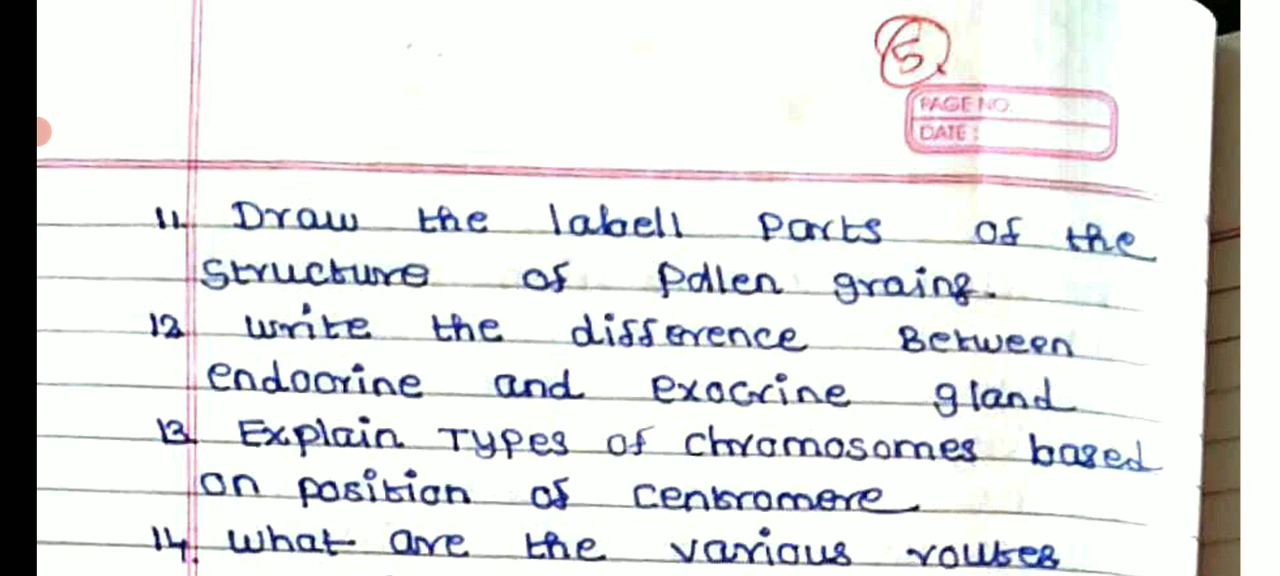 5.
PAGE NO.
DATE :
11. Draw the labell parts of the
structure of pollen grains.
12. write the difference Between
endocrine and exocrine gland
13. Explain Types of chromosomes based
on position of centromere
14. what are the various routes